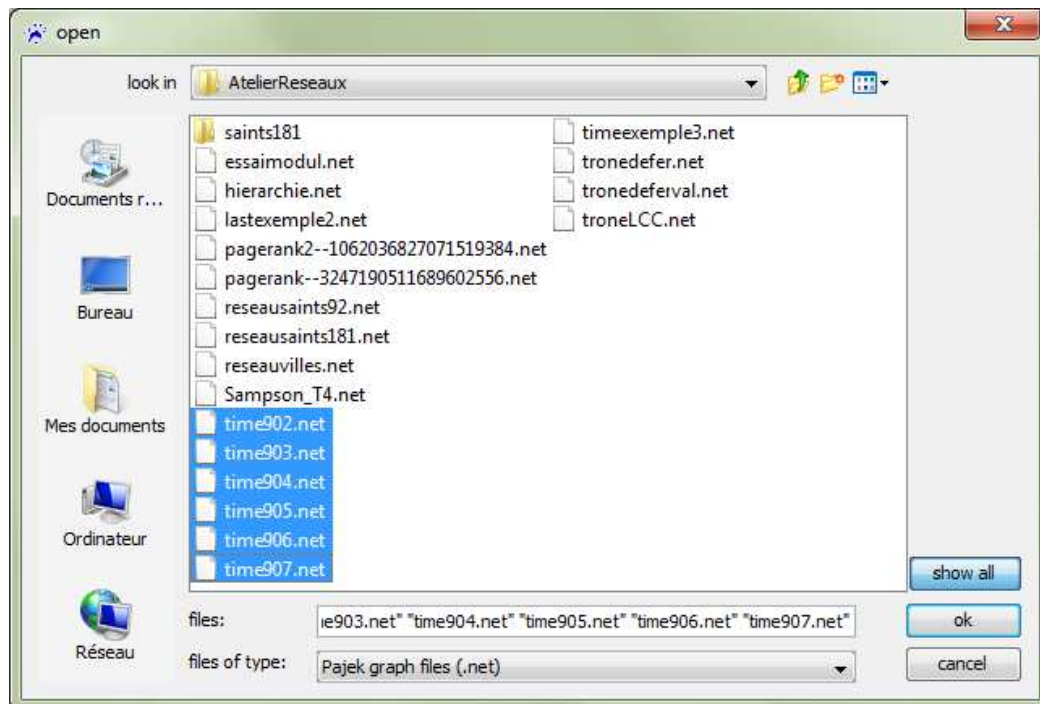 open
look in AtelierReseaux
saints181
essaimodul.net
hierarchie.net
lastexemple2.net
pagerank2--1062036827071519384.net
pagerank--3247190511689602556.net
reseausaints92.net
reseausaints181.net
reseauvilles.net
Sampson_T4.net
time902.net
time903.net
time904.net
time905.net
time906.net
time907.net
timeexemple3.net
tronedefer.net
tronedeferval.net
troneLCC.net
Documents r...
Bureau
Mes documents
Ordinateur
Réseau
show all
files: e903.net" "time904.net" "time905.net" "time906.net" "time907.net"
ok
files of type: Pajek graph files (.net)
cancel